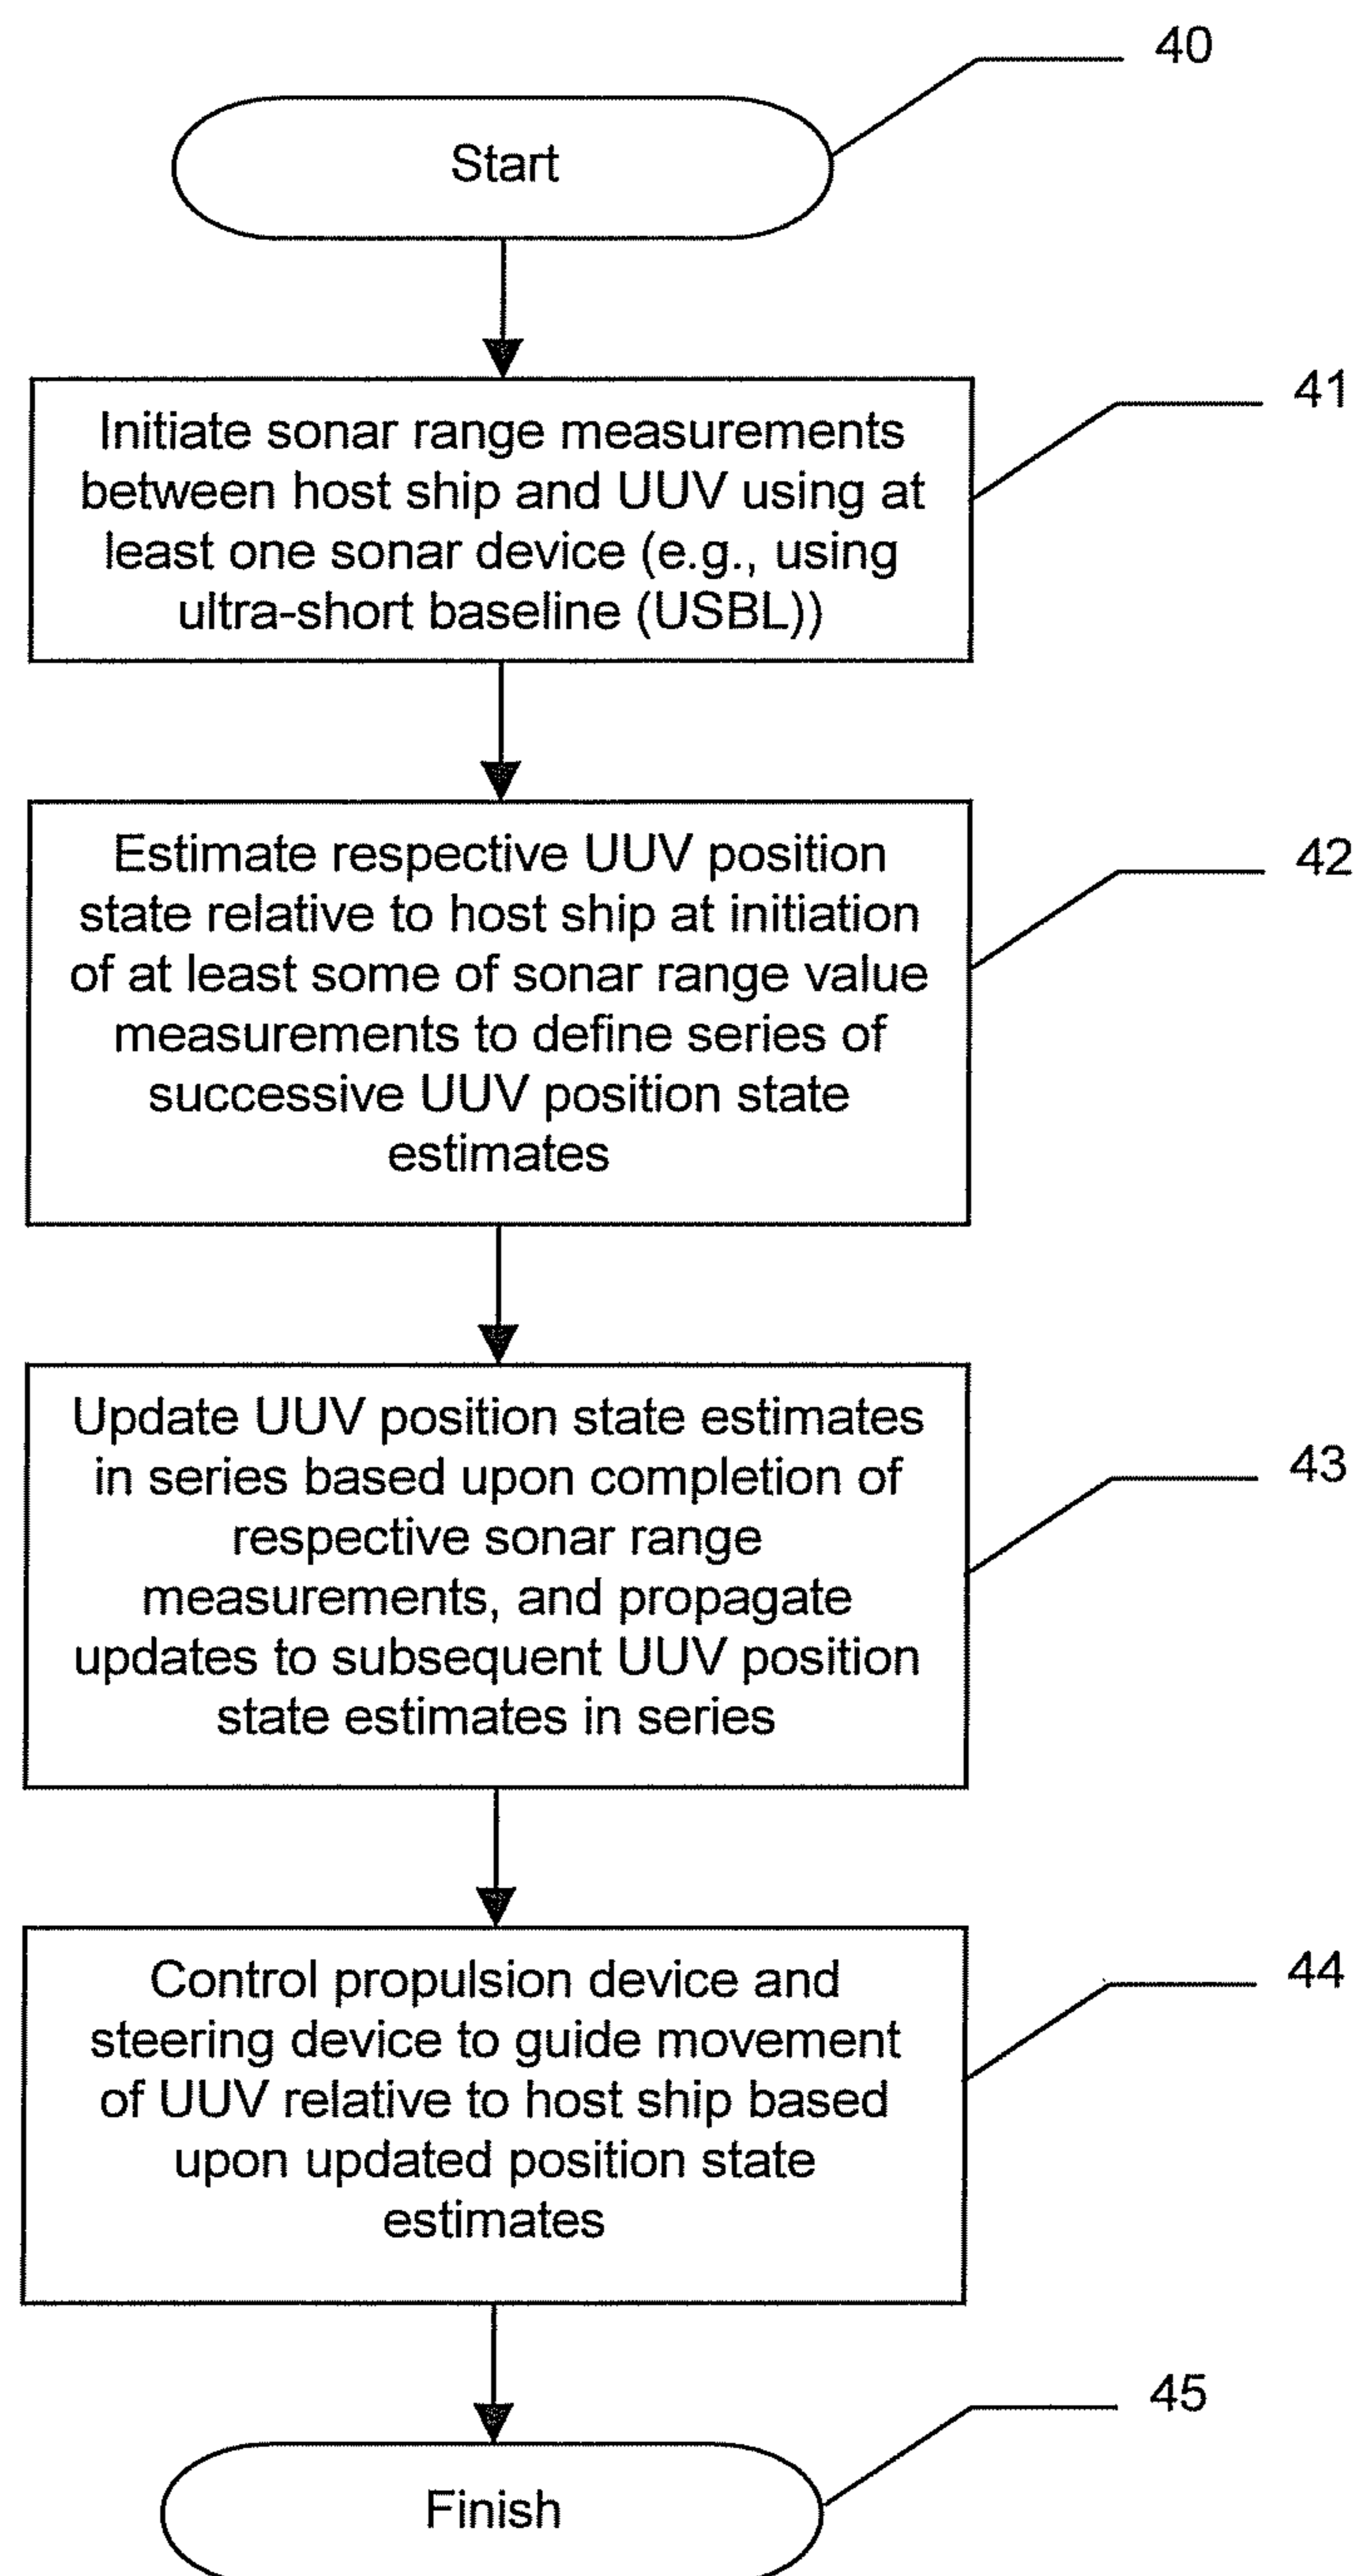 40
Start
41
Initiate sonar range measurements
between host ship and UUV using at
least one sonar device (e.g., using
ultra-short baseline (USBL))
42
Estimate respective UUV position
state relative to host ship at initiation
of at least some of sonar range value
measurements to define series of
successive UUV position state
estimates
43
Update UUV position state estimates
in series based upon completion of
respective sonar range
measurements, and propagate
updates to subsequent UUV position
state estimates in series
44
Control propulsion device and
steering device to guide movement
of UUV relative to host ship based
upon updated position state
estimates
45
Finish